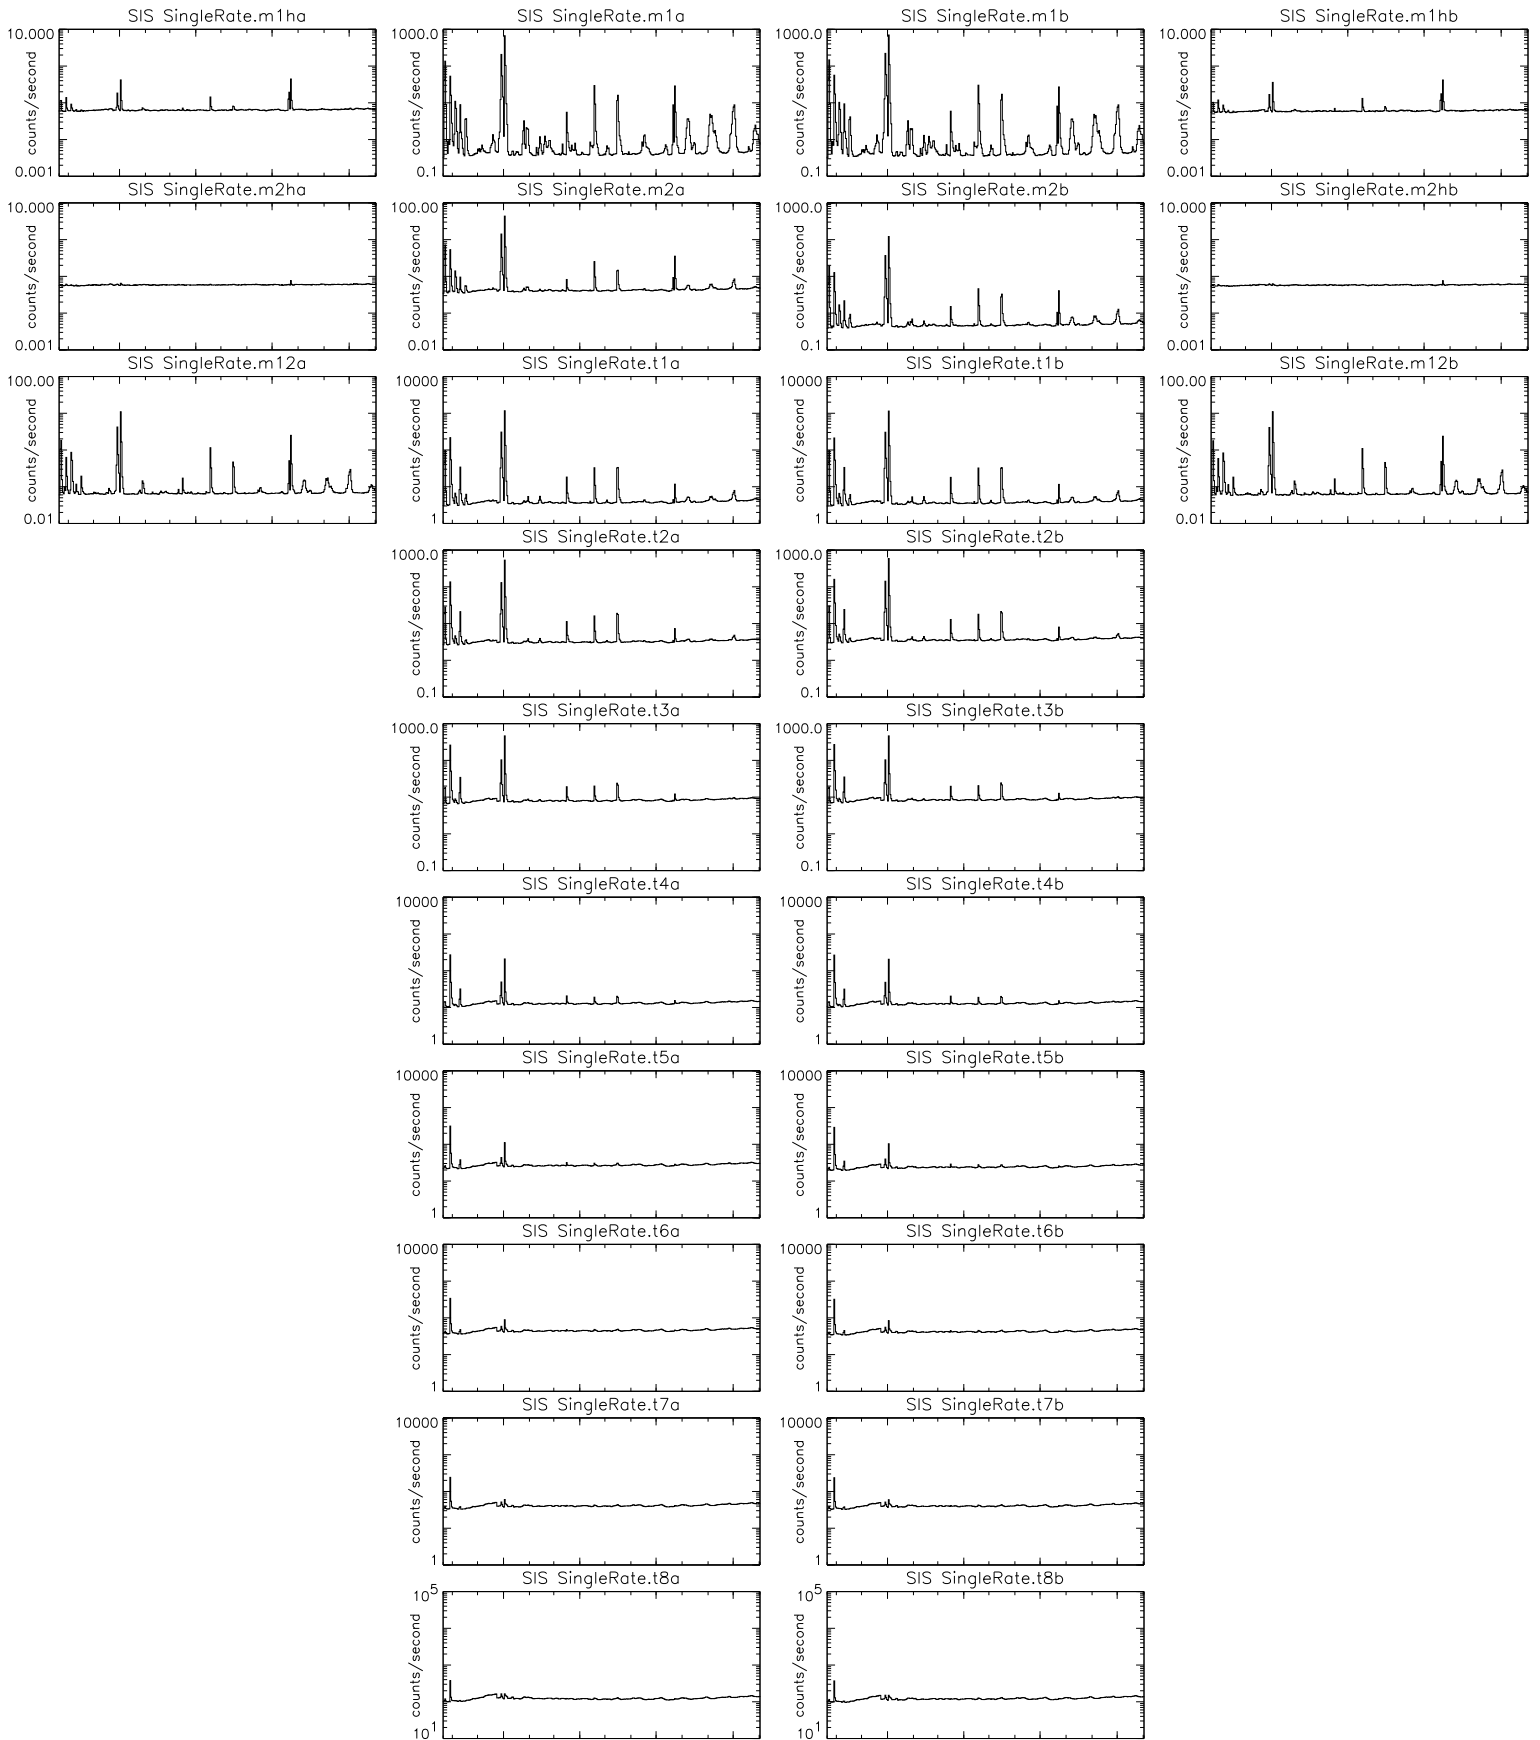 SIS SingleRate.m1ha
SIS SingleRate.m1a
SIS SingleRate.m1b
SIS SingleRate.m1hb
10.000
counts/second
0.001
1000.0
counts/second
0.1
1000.0
counts/second
0.1
10.000
counts/second
0.001
SIS SingleRate.m2ha
SIS SingleRate.m2a
SIS SingleRate.m2b
SIS SingleRate.m2hb
10.000
counts/second
0.001
100.00
counts/second
0.01
1000.0
counts/second
0.1
10.000
counts/second
0.001
SIS SingleRate.m12a
SIS SingleRate.t1a
SIS SingleRate.t1b
SIS SingleRate.m12b
100.00
counts/second
0.01
10000
counts/second
1
10000
counts/second
1
100.00
counts/second
0.01
SIS SingleRate.t2a
SIS SingleRate.t2b
1000.0
counts/second
0.1
1000.0
counts/second
0.1
SIS SingleRate.t3a
SIS SingleRate.t3b
1000.0
counts/second
0.1
1000.0
counts/second
0.1
SIS SingleRate.t4a
SIS SingleRate.t4b
10000
counts/second
1
10000
counts/second
1
SIS SingleRate.t5a
SIS SingleRate.t5b
10000
counts/second
1
10000
counts/second
1
SIS SingleRate.t6a
SIS SingleRate.t6b
10000
counts/second
1
10000
counts/second
1
SIS SingleRate.t7a
SIS SingleRate.t7b
10000
counts/second
1
10000
counts/second
1
SIS SingleRate.t8a
SIS SingleRate.t8b
10^5
counts/second
10^1
10^5
counts/second
10^1